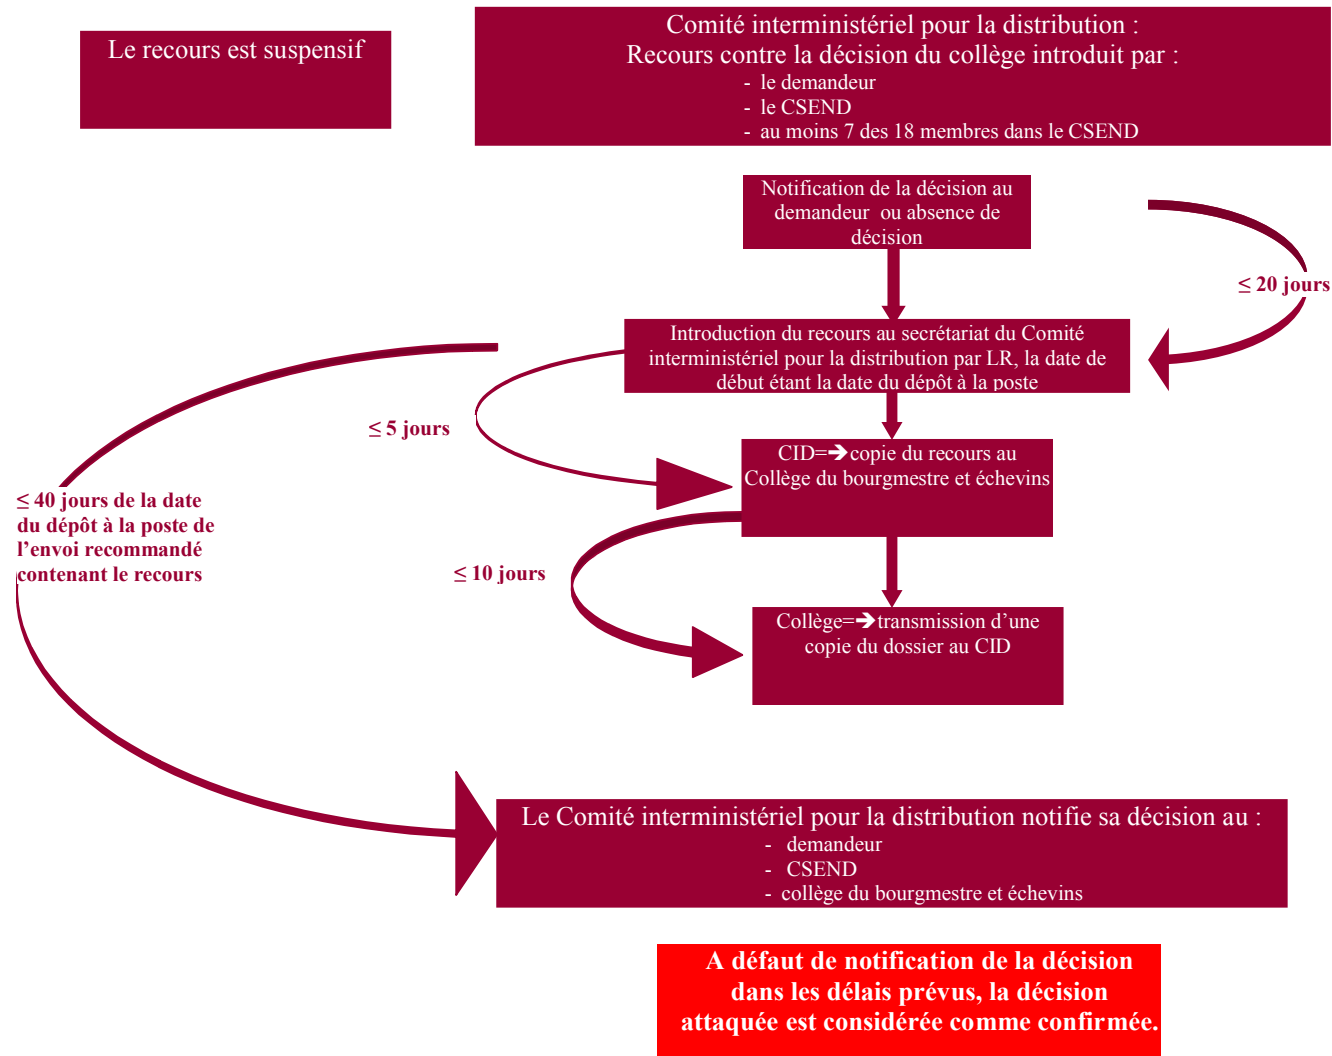 Le recours est suspensif
Comité interministériel pour la distribution :
Recours contre la décision du collège introduit par :
- le demandeur
- le CSEND
- au moins 7 des 18 membres dans le CSEND
Notification de la décision au
demandeur ou absence de
décision
≤ 20 jours
Introduction du recours au secrétariat du Comité
interministériel pour la distribution par LR, la date de
début étant la date du dépôt à la poste
≤ 5 jours
CID=➔copie du recours au
Collège du bourgmestre et échevins
≤ 40 jours de la date
du dépôt à la poste de
l’envoi recommandé
contenant le recours
≤ 10 jours
Collège=➔transmission d’une
copie du dossier au CID
Le Comité interministériel pour la distribution notifie sa décision au :
- demandeur
- CSEND
- collège du bourgmestre et échevins
A défaut de notification de la décision
dans les délais prévus, la décision
attaquée est considérée comme confirmée.